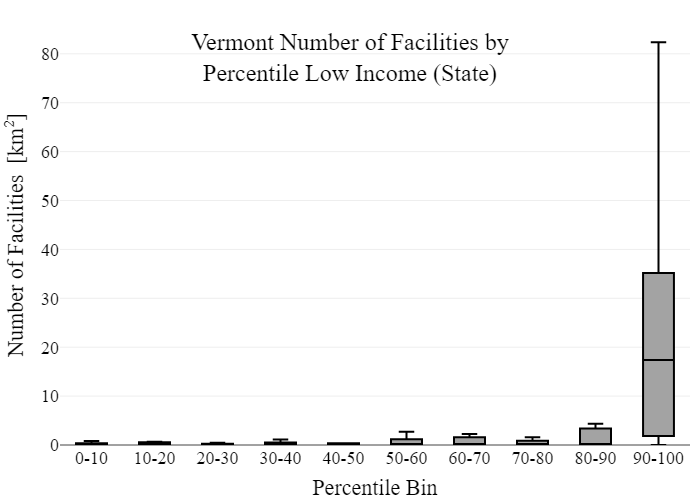 Vermont Number of Facilities by
Percentile Low Income (State)
Number of Facilities [km²]
80
70
60
50
40
30
20
10
0
0-10 10-20 20-30 30-40 40-50 50-60 60-70 70-80 80-90 90-100
Percentile Bin